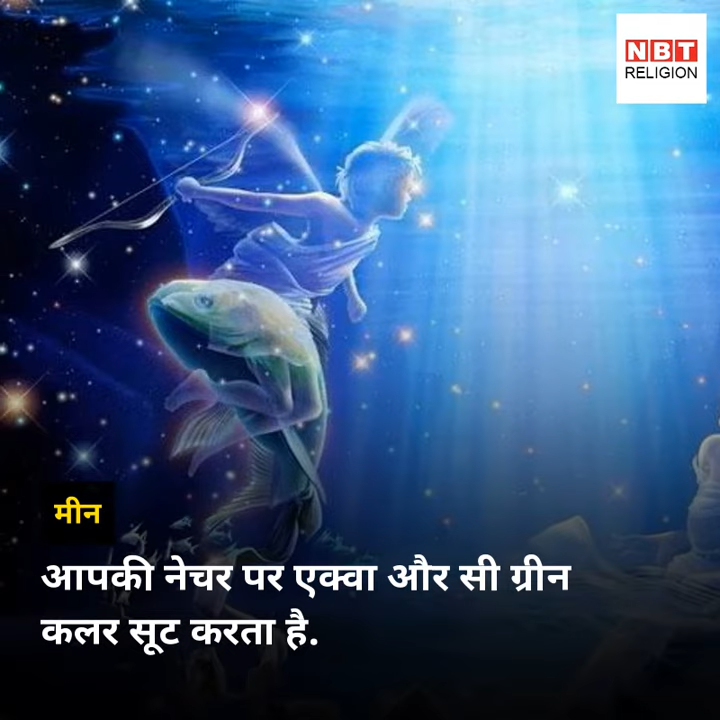 NBT
RELIGION
मीन
आपकी नेचर पर एक्वा और सी ग्रीन
कलर सूट करता है.